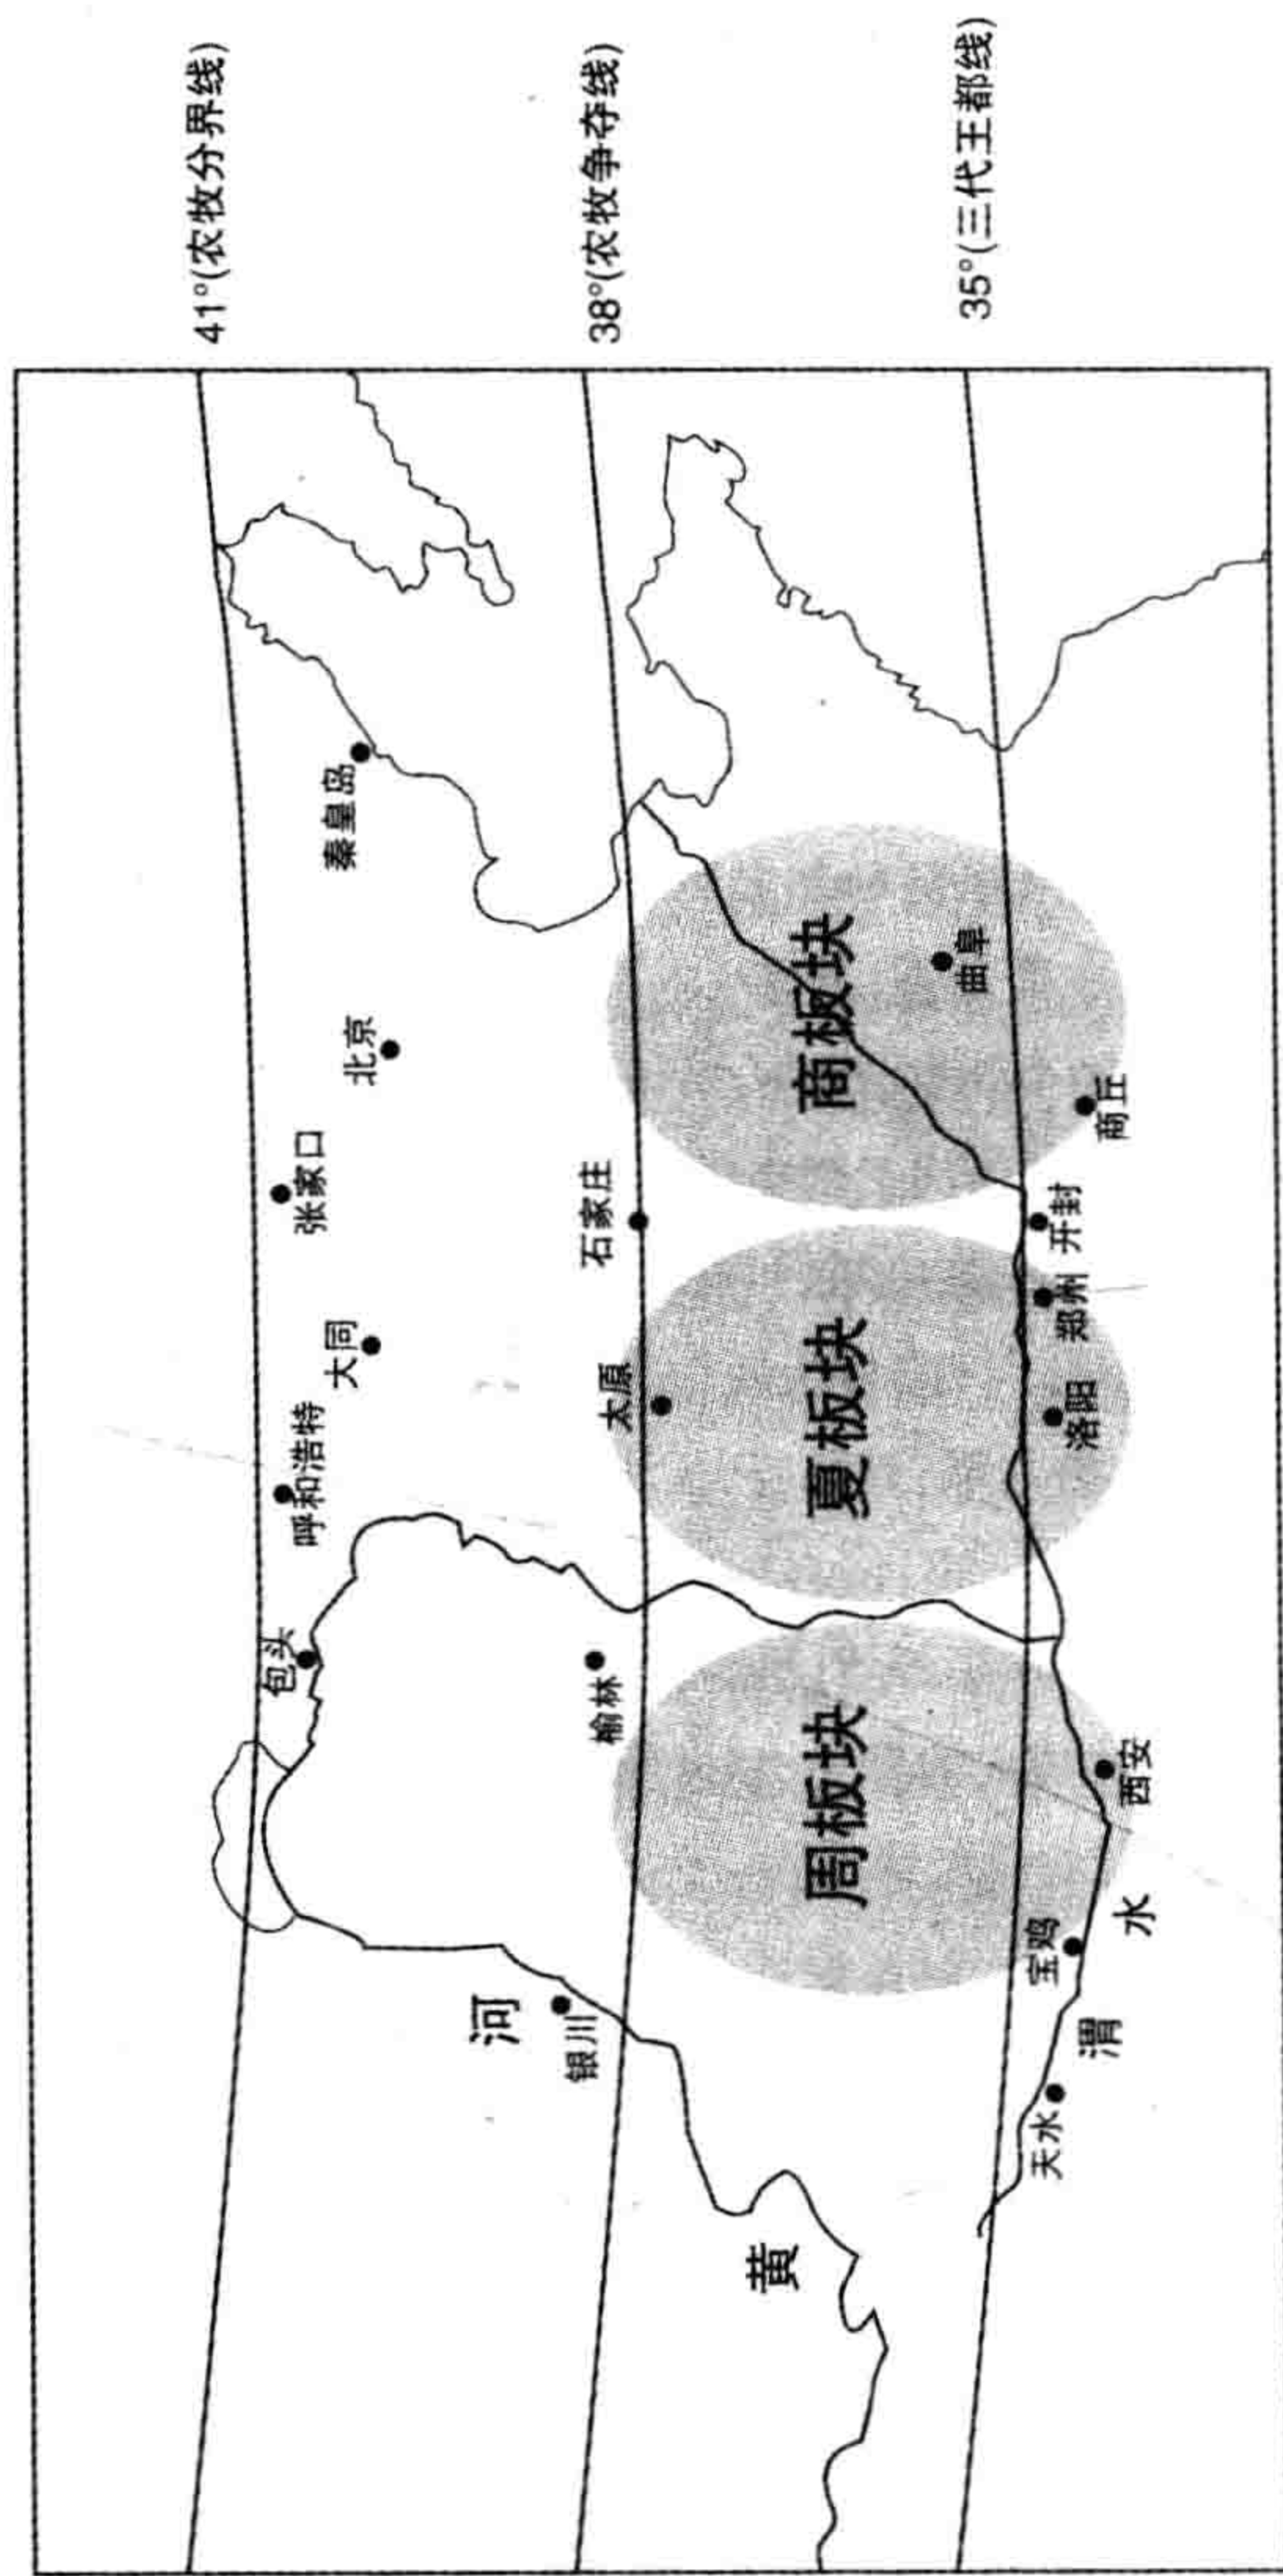 41°(农牧分界线)
38°(农牧争夺线)
35°(三代王都线)
秦皇岛
北京
张家口
大同
呼和浩特
包头
石家庄
太原
榆林
银川
河
黄
商板块
夏板块
周板块
曲阜
商丘
开封
郑州
洛阳
西安
宝鸡
天水
渭
水